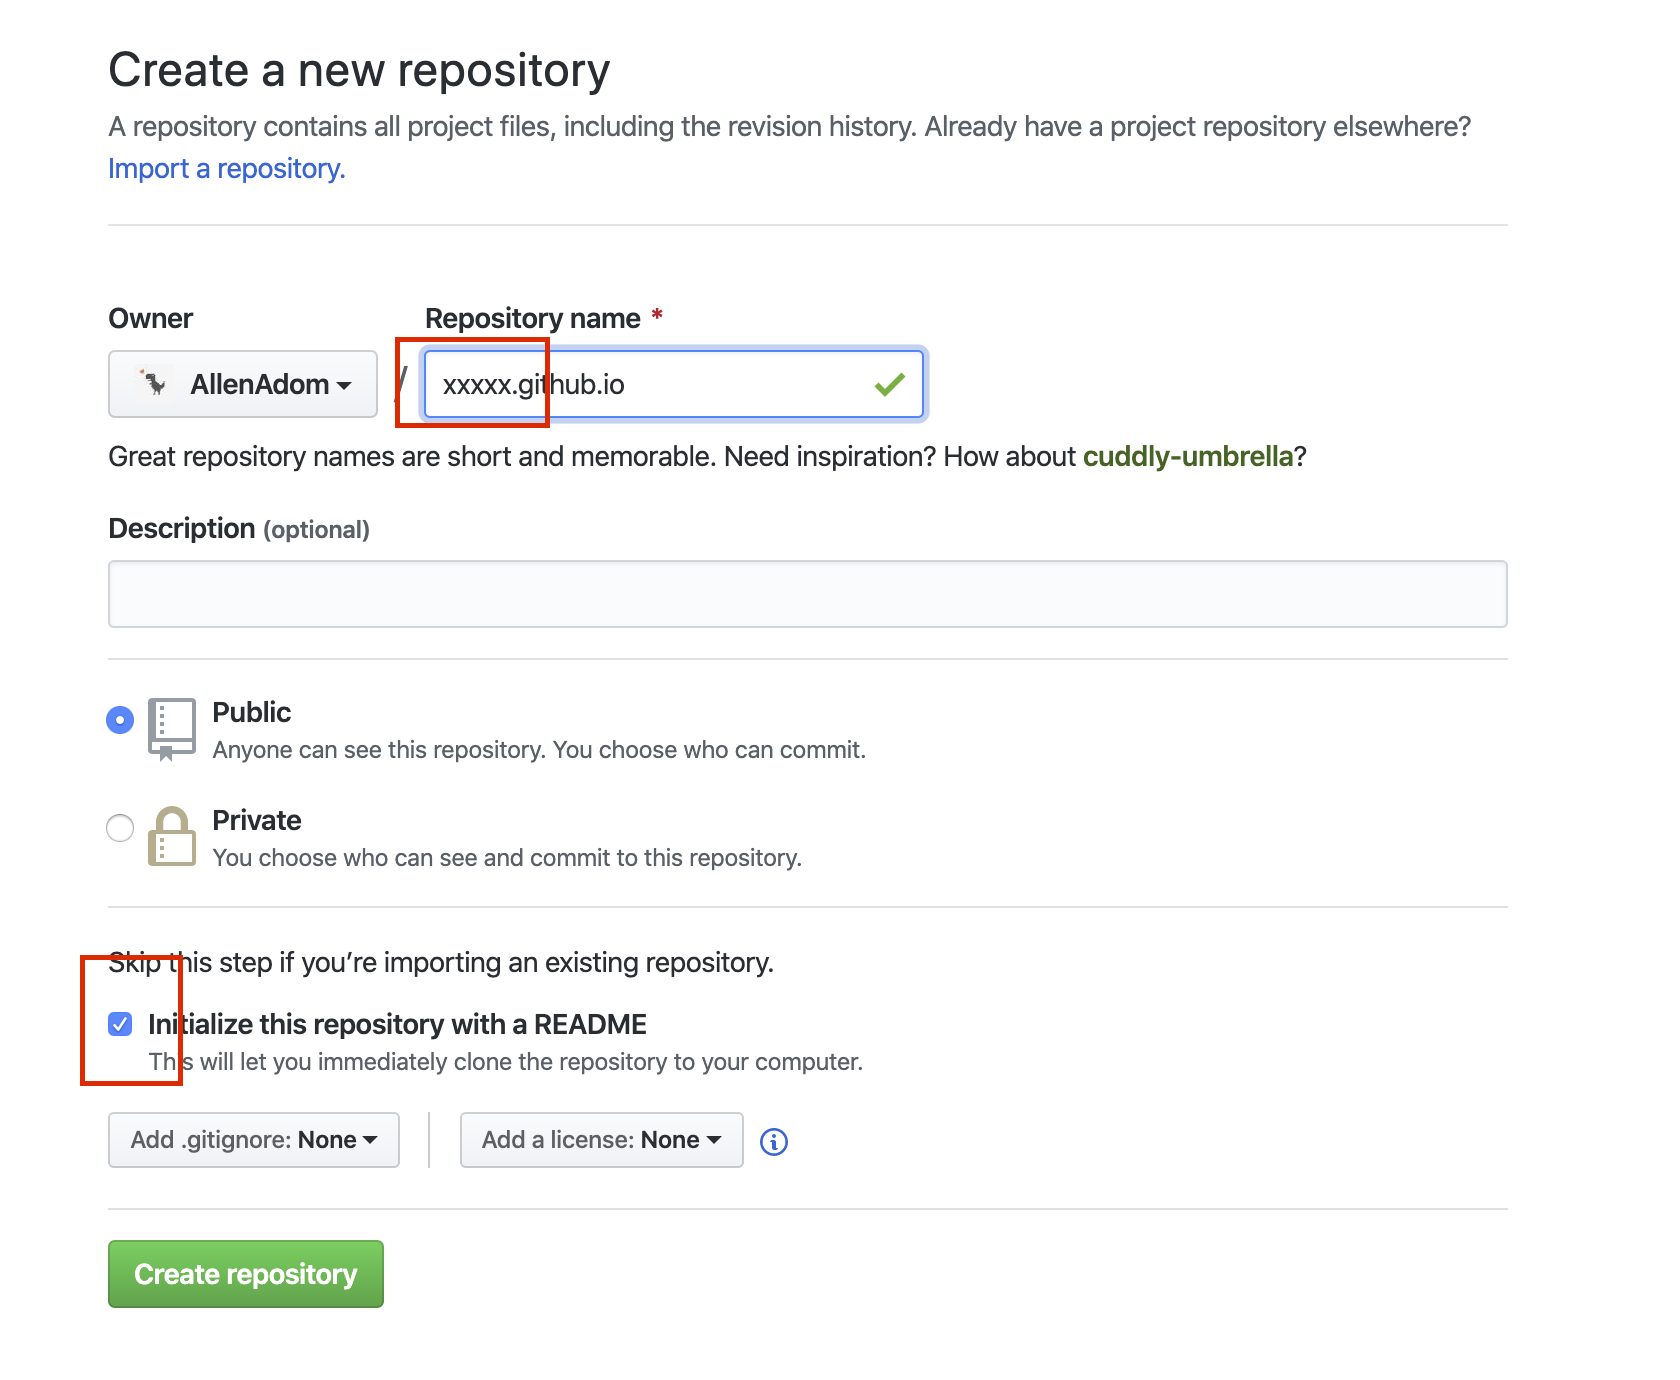 Create a new repository
A repository contains all project files, including the revision history. Already have a project repository elsewhere?
Import a repository.
Owner
Repository name *
AllenAdom
/
xxxxx.github.io
Great repository names are short and memorable. Need inspiration? How about cuddly-umbrella?
Description (optional)
Public
Anyone can see this repository. You choose who can commit.
Private
You choose who can see and commit to this repository.
Skip this step if you’re importing an existing repository.
Initialize this repository with a README
This will let you immediately clone the repository to your computer.
Add .gitignore: None
Add a license: None
Create repository